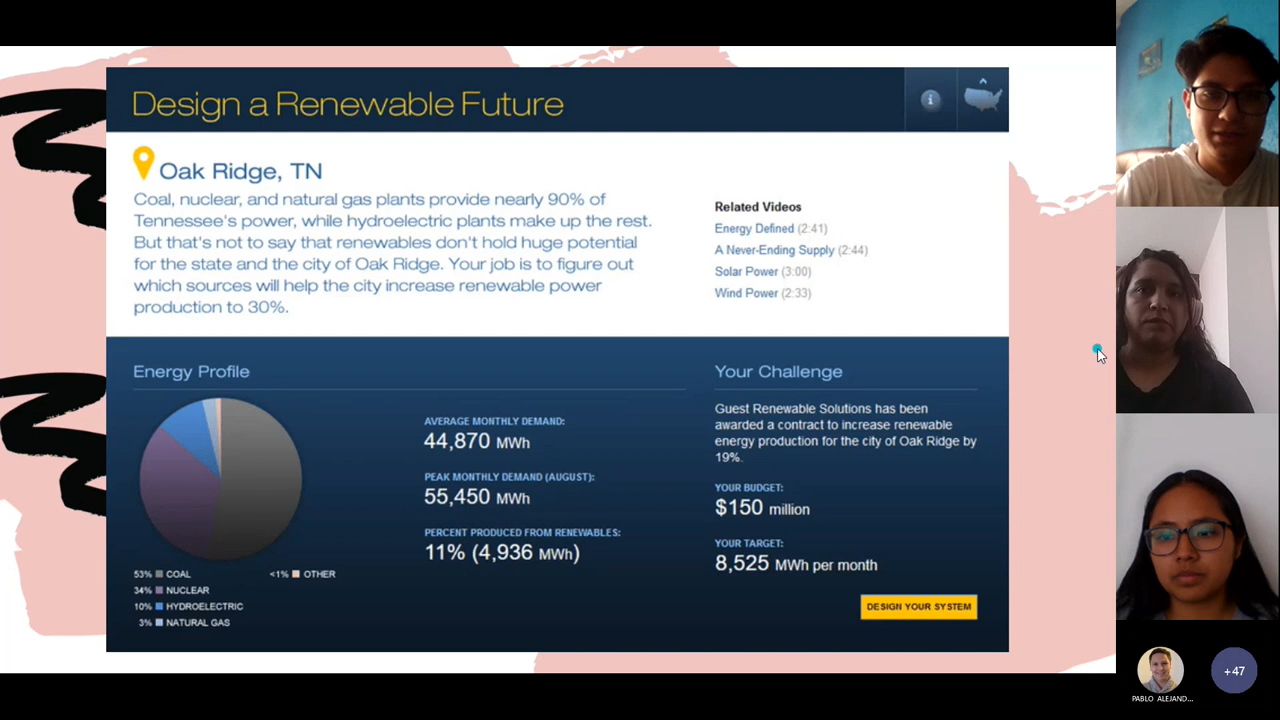 Design a Renewable Future
i
Oak Ridge, TN
Coal, nuclear, and natural gas plants provide nearly 90% of
Tennessee's power, while hydroelectric plants make up the rest.
But that's not to say that renewables don't hold huge potential
for the state and the city of Oak Ridge. Your job is to figure out
which sources will help the city increase renewable power
production to 30%.
Related Videos
Energy Defined (2:41)
A Never-Ending Supply (2:44)
Solar Power (3:00)
Wind Power (2:33)
Energy Profile
53% COAL
34% NUCLEAR
10% HYDROELECTRIC
3% NATURAL GAS
<1% OTHER
AVERAGE MONTHLY DEMAND:
44,870 MWh
PEAK MONTHLY DEMAND (AUGUST):
55,450 MWh
PERCENT PRODUCED FROM RENEWABLES:
11% (4,936 MWh)
Your Challenge
Guest Renewable Solutions has been
awarded a contract to increase renewable
energy production for the city of Oak Ridge by
19%.
YOUR BUDGET:
$150 million
YOUR TARGET:
8,525 MWh per month
DESIGN YOUR SYSTEM
PABLO ALEJAND...
+47